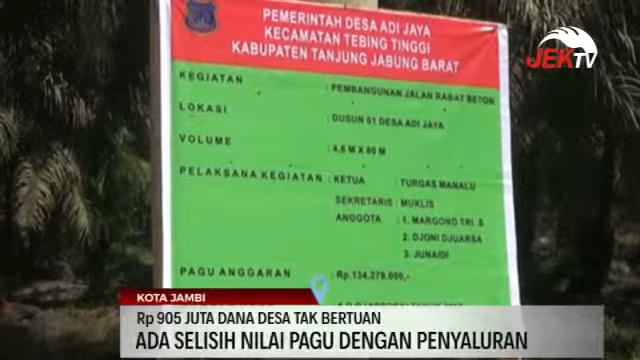 PEMERINTAH DESA ADI JAYA
KECAMATAN TEBING TINGGI
KABUPATEN TANJUNG JABUNG BARAT
JEKTV
KEGIATAN : PEMBANGUNAN JALAN RABAT BETON
LOKASI : DUSUN 01 DESA ADI JAYA
VOLUME : 4,6 M X 80 M
PELAKSANA KEGIATAN : KETUA : TURGAS MANALU
SEKRETARIS : MUKLIS
ANGGOTA : 1. MARGONO TRI. S
2. DJONI DJUARSA
3. JUNAIDI
PAGU ANGGARAN : Rp.134.279.000,-
KOTA JAMBI
Rp 905 JUTA DANA DESA TAK BERTUAN
ADA SELISIH NILAI PAGU DENGAN PENYALURAN